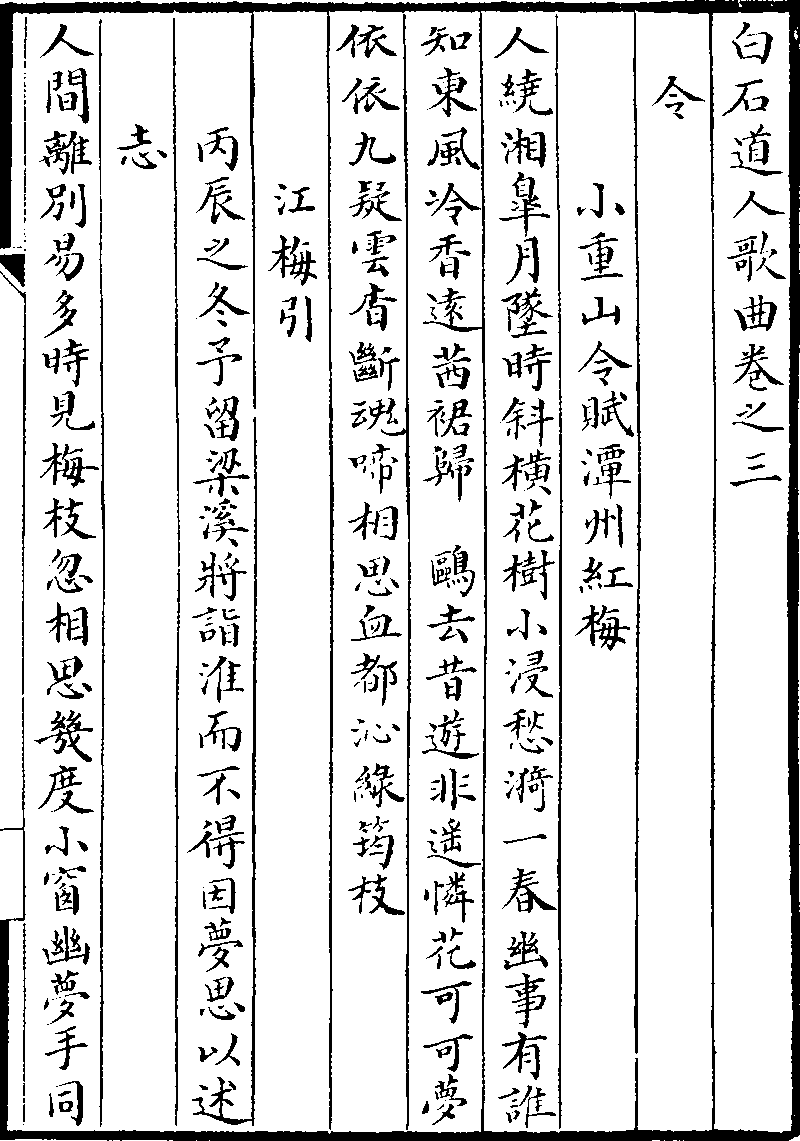 白石道人歌曲卷之三
令
小重山令賦潭州紅梅
人繞湘皐月墜時斜橫花樹小浸愁漪一春幽事有誰
知東風冷香遠茜裙歸　鷗去昔遊非遥憐花可可夢
依依九疑雲杳斷魂啼相思血都沁綠筠枝
江梅引
丙辰之冬予留梁溪將詣淮而不得因夢思以述
志
人間離別易多時見梅枝忽相思幾度小窗幽夢手同